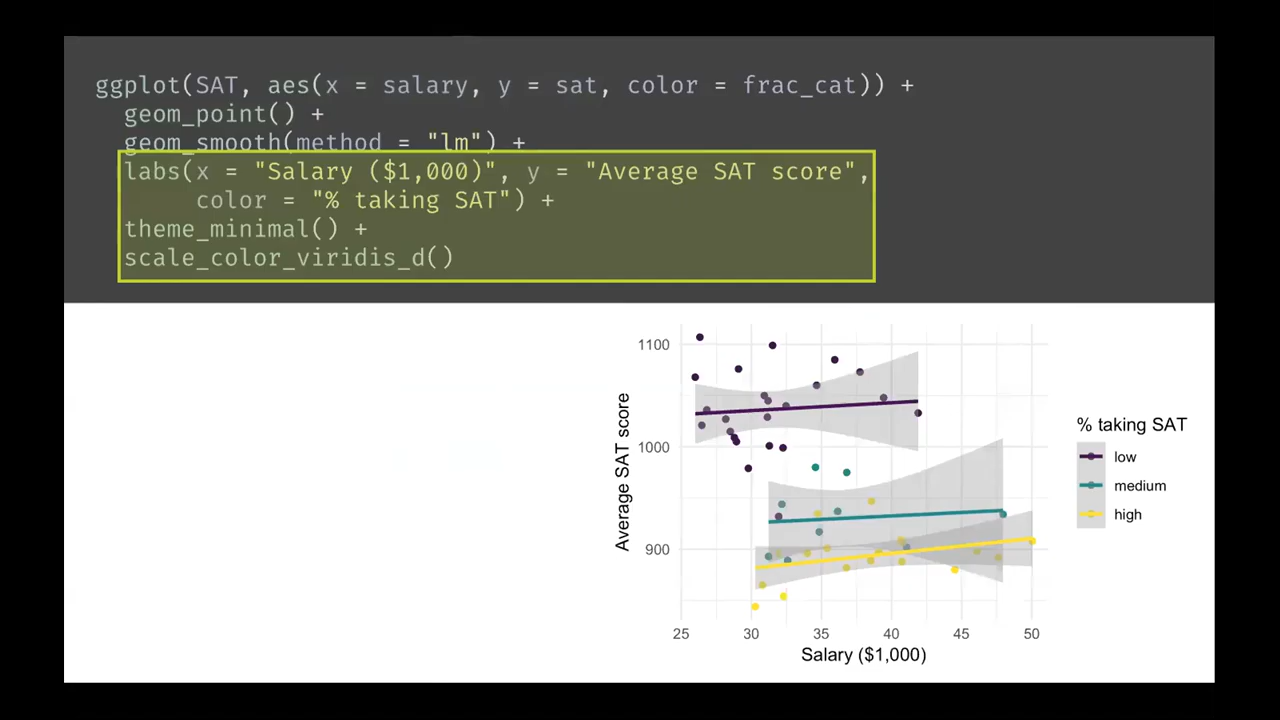 ggplot(SAT, aes(x = salary, y = sat, color = frac_cat)) +
geom_point() +
geom_smooth(method = "lm") +
labs(x = "Salary ($1,000)", y = "Average SAT score",
color = "% taking SAT") +
theme_minimal() +
scale_color_viridis_d()
1100
1000
900
Average SAT score
25 30 35 40 45 50
Salary ($1,000)
% taking SAT
low
medium
high